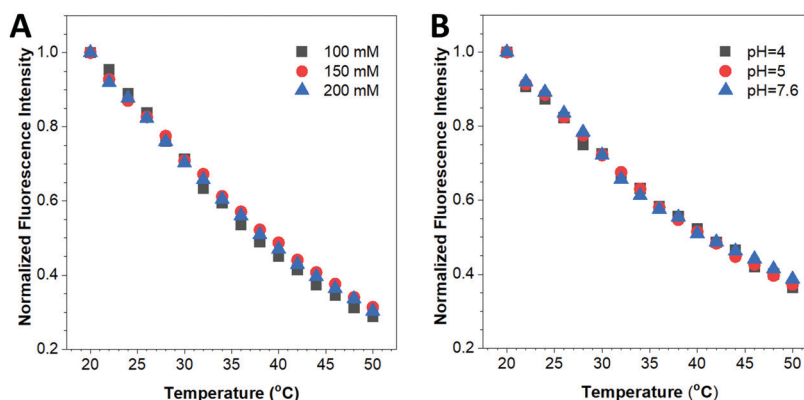 A
Normalized Fluorescence Intensity
1.0
0.8
0.6
0.4
0.2
100 mM
150 mM
200 mM
20 25 30 35 40 45 50
Temperature (°C)
B
Normalized Fluorescence Intensity
1.0
0.8
0.6
0.4
0.2
pH=4
pH=5
pH=7.6
20 25 30 35 40 45 50
Temperature (°C)